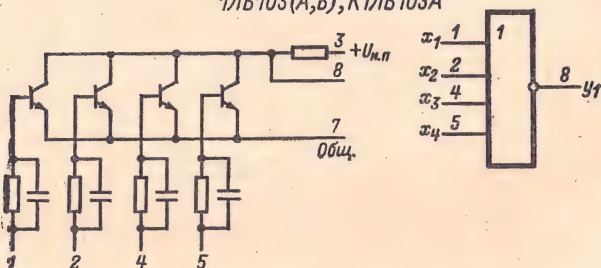 1ЛБ103(А,Б), К1ЛБ103А
3 +Uи.п
8
7
Общ.
1 2 4 5
x1 1
x2 2
x3 4
x4 5
1
8 y1